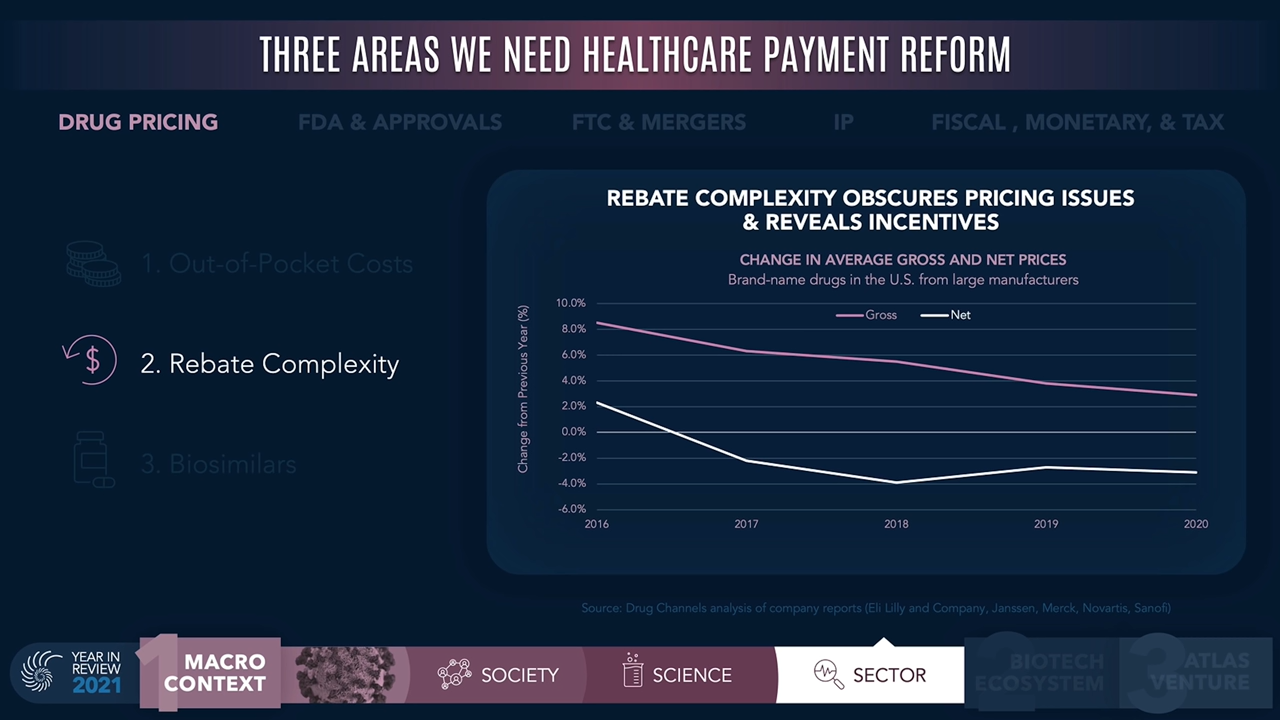 THREE AREAS WE NEED HEALTHCARE PAYMENT REFORM
DRUG PRICING
FDA & APPROVALS
FTC & MERGERS
IP
FISCAL , MONETARY, & TAX
1. Out-of-Pocket Costs
$
2. Rebate Complexity
3. Biosimilars
REBATE COMPLEXITY OBSCURES PRICING ISSUES
& REVEALS INCENTIVES
CHANGE IN AVERAGE GROSS AND NET PRICES
Brand-name drugs in the U.S. from large manufacturers
Change from Previous Year (%)
Gross
Net
10.0%
8.0%
6.0%
4.0%
2.0%
0.0%
-2.0%
-4.0%
-6.0%
2016
2017
2018
2019
2020
Source: Drug Channels analysis of company reports (Eli Lilly and Company, Janssen, Merck, Novartis, Sanofi)
YEAR IN
REVIEW
2021
1
MACRO
CONTEXT
SOCIETY
SCIENCE
SECTOR
2
BIOTECH
ECOSYSTEM
3
ATLAS
VENTURE